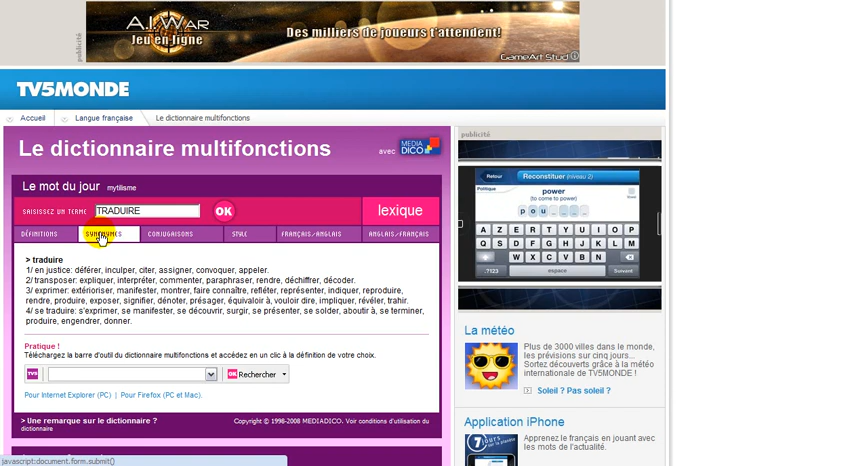 publicité
A.I.WAR
Jeu en ligne
Des milliers de joueurs t'attendent!
GameArt Stud
TV5MONDE
Accueil
Langue française
Le dictionnaire multifonctions
Le dictionnaire multifonctions
avec MEDIA DICO
Le mot du jour mytilisme
SAISISSEZ UN TERME TRADUIRE OK lexique
DÉFINITIONS SYNONYMES CONJUGAISONS STYLE FRANÇAIS/ANGLAIS ANGLAIS/FRANÇAIS
> traduire
1/ en justice: déférer, inculper, citer, assigner, convoquer, appeler.
2/ transposer: expliquer, interpréter, commenter, paraphraser, rendre, déchiffrer, décoder.
3/ exprimer: extérioriser, manifester, montrer, faire connaître, refléter, représenter, indiquer, reproduire,
rendre, produire, exposer, signifier, dénoter, présager, équivaloir à, vouloir dire, impliquer, révéler, trahir.
4/ se traduire: s'exprimer, se manifester, se découvrir, surgir, se présenter, se solder, aboutir à, se terminer,
produire, engendrer, donner.
Pratique !
Téléchargez la barre d'outil du dictionnaire multifonctions et accédez en un clic à la définition de votre choix.
TV5 OK Rechercher
Pour Internet Explorer (PC) | Pour Firefox (PC et Mac).
> Une remarque sur le dictionnaire ?
Copyright © 1998-2008 MEDIADICO. Voir conditions d'utilisation du
dictionnaire
javascript:document.form.submit()
publicité
Retour Reconstituer (niveau 2)
Politique
power
(to come to power)
p o u
A Z E R T Y U I O P
Q S D F G H J K L M
W X C V B N
.?123 espace Suivant
La météo
Plus de 3000 villes dans le monde,
les prévisions sur cinq jours...
Sortez découverts grâce à la météo
internationale de TV5MONDE !
Soleil ? Pas soleil ?
Application iPhone
7 JOURS
Apprenez le français en jouant avec
les mots de l'actualité.